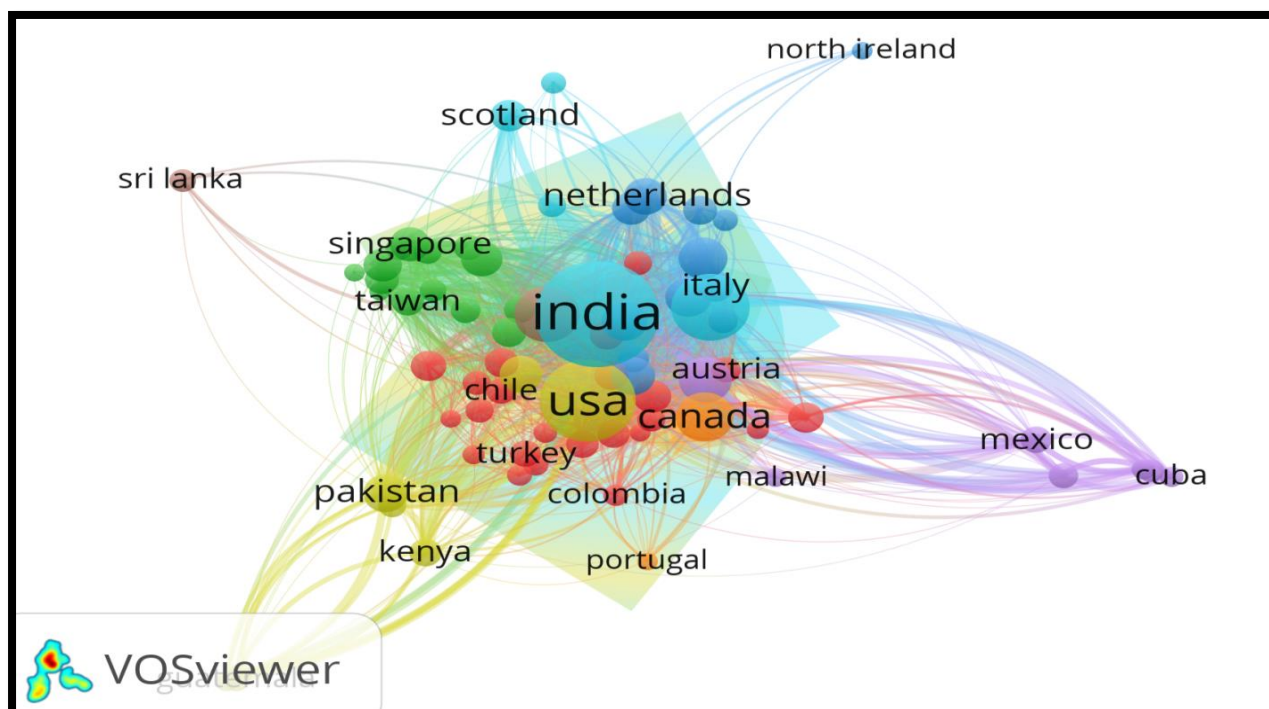 north ireland
scotland
sri lanka
netherlands
singapore
italy
taiwan
india
austria
chile
usa
canada
turkey
mexico
malawi
cuba
pakistan
colombia
kenya
portugal
VOSviewer
guatemala